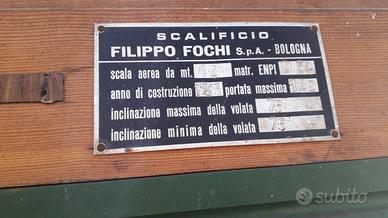 SCALIFICIO
FILIPPO FOCHI S.p.A. - BOLOGNA
scala aerea da mt. matr. ENPI
anno di costruzione portata massima
inclinazione massima della volata
inclinazione minima della volata
subito